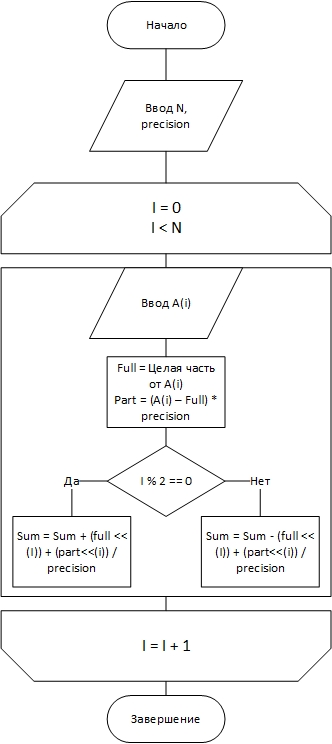 Начало
Ввод N,
precision
I = 0
I < N
Ввод A(i)
Full = Целая часть
от A(i)
Part = (A(i) – Full) *
precision
I % 2 == 0
Да
Нет
Sum = Sum + (full <<
(I)) + (part<<(i)) /
precision
Sum = Sum - (full <<
(I)) + (part<<(i)) /
precision
I = I + 1
Завершение